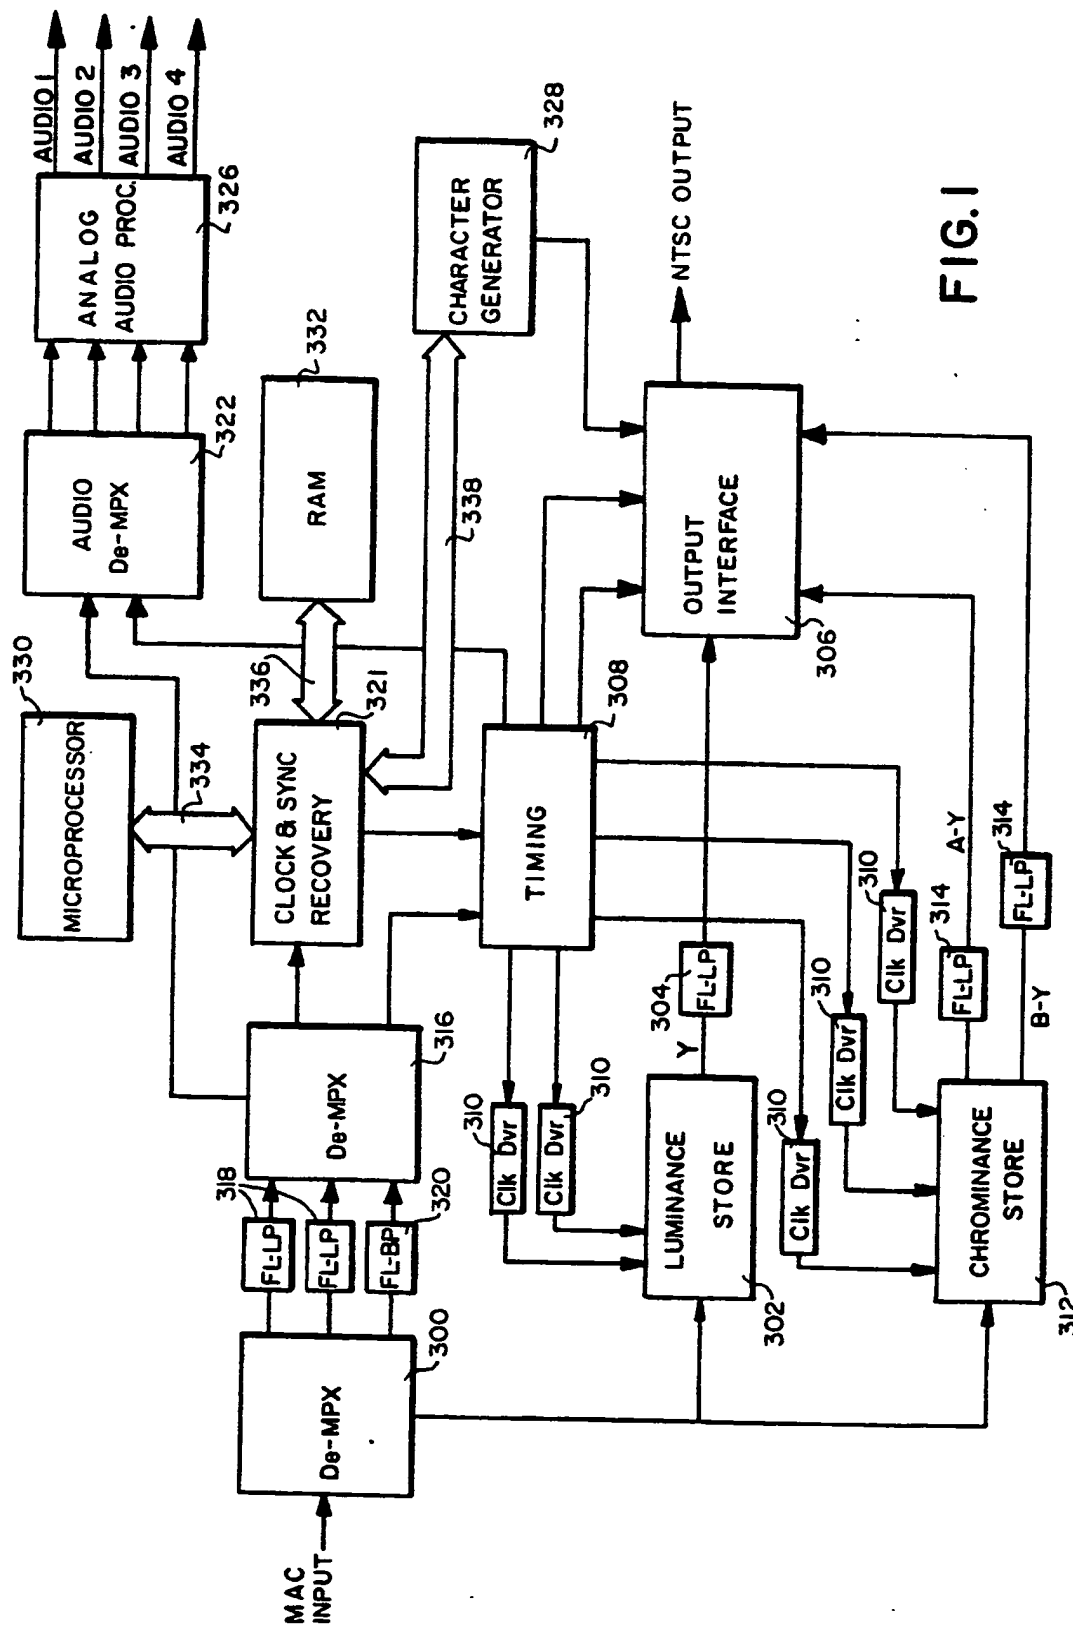 AUDIO 1
AUDIO 2
AUDIO 3
AUDIO 4
ANALOG
AUDIO PROC.
326
AUDIO
De-MPX
322
MICROPROCESSOR
330
334
RAM
332
336
CHARACTER
GENERATOR
328
338
CLOCK & SYNC
RECOVERY
321
De-MPX
316
FL-LP
FL-LP
318
FL-BP
320
MAC
INPUT
De-MPX
300
TIMING
308
Clk Dvr
310
Clk Dvr
310
LUMINANCE
STORE
302
Y
FL-LP
304
OUTPUT
INTERFACE
306
NTSC OUTPUT
Clk Dvr
310
Clk Dvr
310
Clk Dvr
310
CHROMINANCE
STORE
312
FL-LP
314
A-Y
FL-LP
314
B-Y
FIG. 1